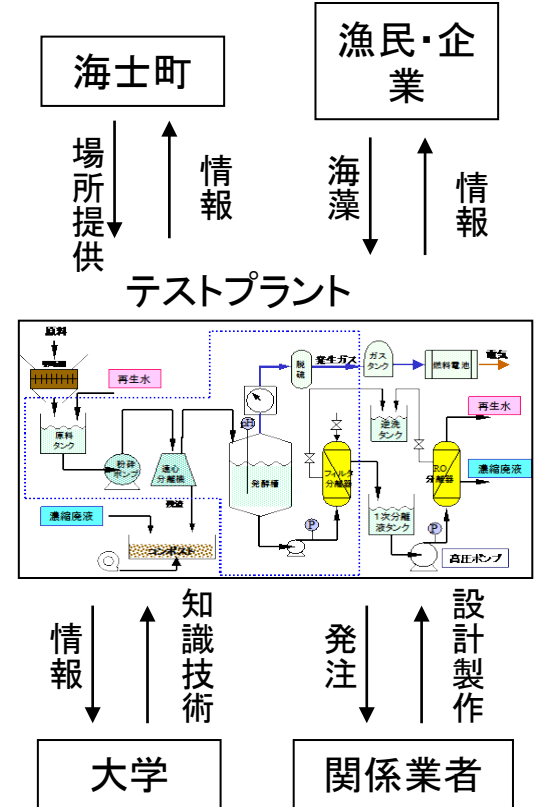 海士町
漁民・企
業
場所提供
情報
海藻
情報
テストプラント
原料
再生水
原料
タンク
粉砕
ポンプ
遠心
分離機
残渣
濃縮廃液
コンポスト
pH
発酵槽
脱
硫
発生ガス
ガス
タンク
燃料電池
電気
逆洗
タンク
フィルタ
分離器
P
1次分離
液タンク
P
RO
分離器
再生水
濃縮廃液
高圧ポンプ
情報
知識技術
発注
設計製作
大学
関係業者